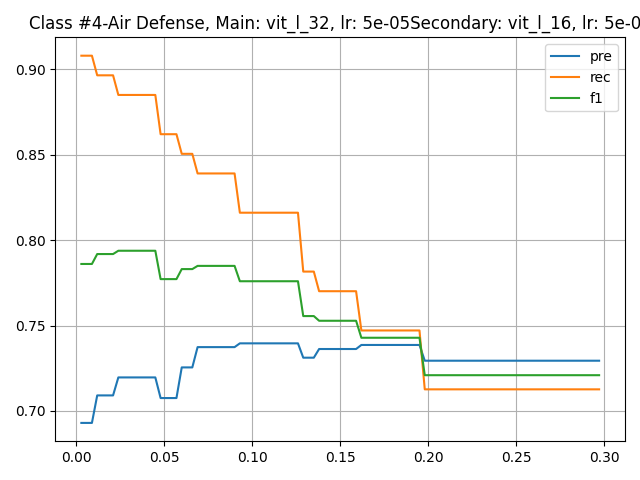 Class #4-Air Defense, Main: vit_l_32, lr: 5e-05Secondary: vit_l_16, lr: 5e-0
pre
rec
f1
0.90
0.85
0.80
0.75
0.70
0.00 0.05 0.10 0.15 0.20 0.25 0.30